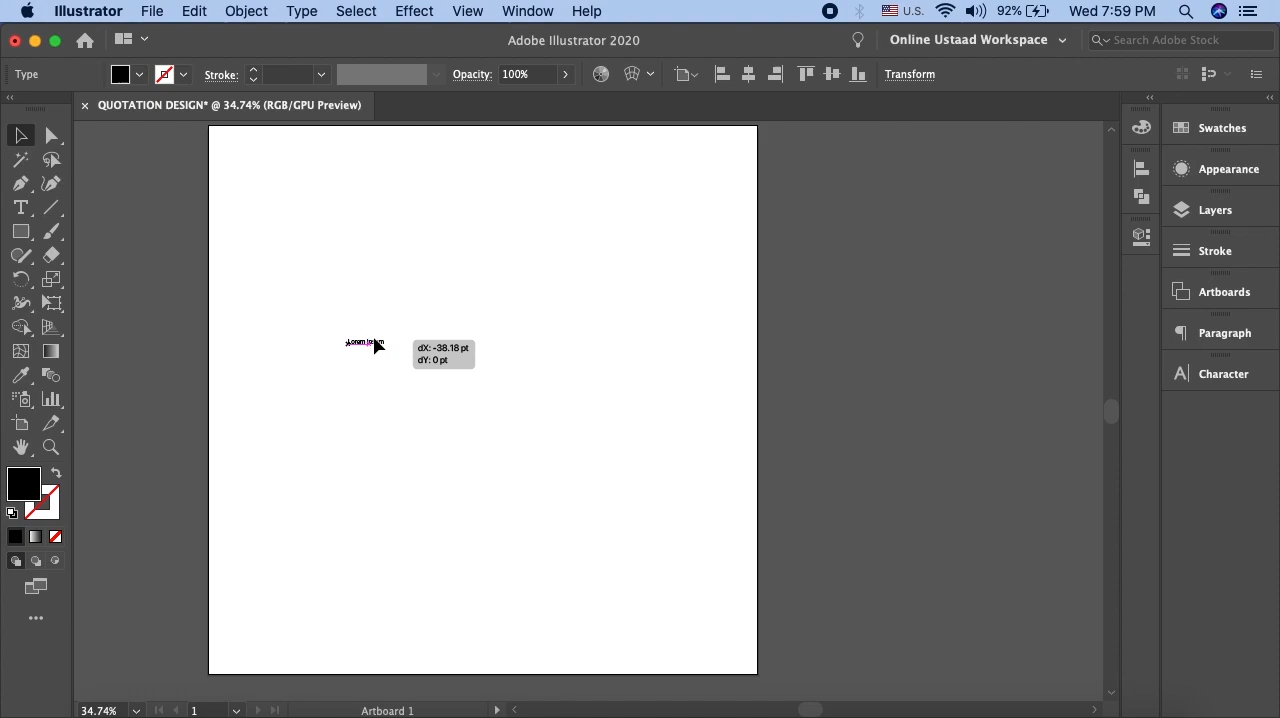 Illustrator File Edit Object Type Select Effect View Window Help U.S. 92% Wed 7:59 PM
Adobe Illustrator 2020 Online Ustaad Workspace Search Adobe Stock
Type Stroke: Opacity: 100% Transform
× QUOTATION DESIGN* @ 34.74% (RGB/GPU Preview)
Swatches
Appearance
Layers
Stroke
Artboards
Paragraph
Character
Lorem Ipsum
dX: -38.18 pt
dY: 0 pt
34.74% 1 Artboard 1